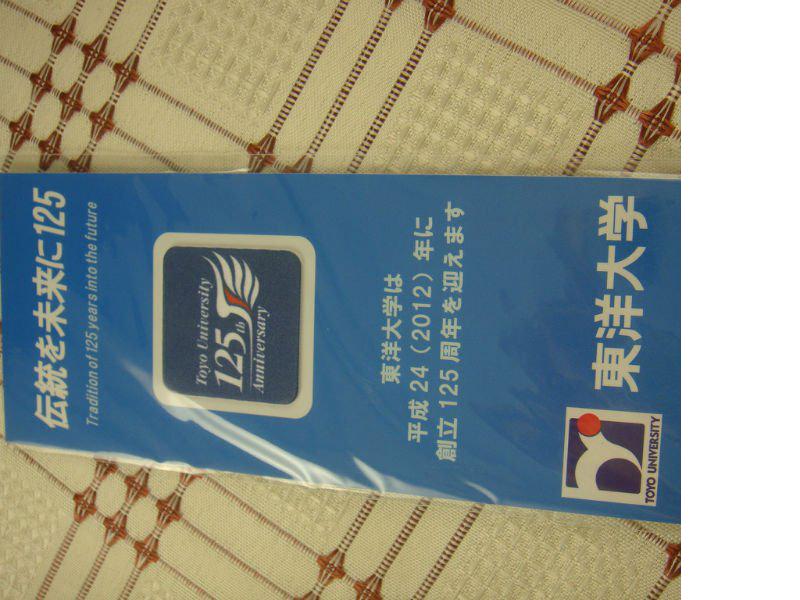 伝統を未来に125
Tradition of 125 years into the future
Toyo University
125th
Anniversary
東洋大学は
平成24(2012)年に
創立125周年を迎えます
東洋大学
TOYO UNIVERSITY